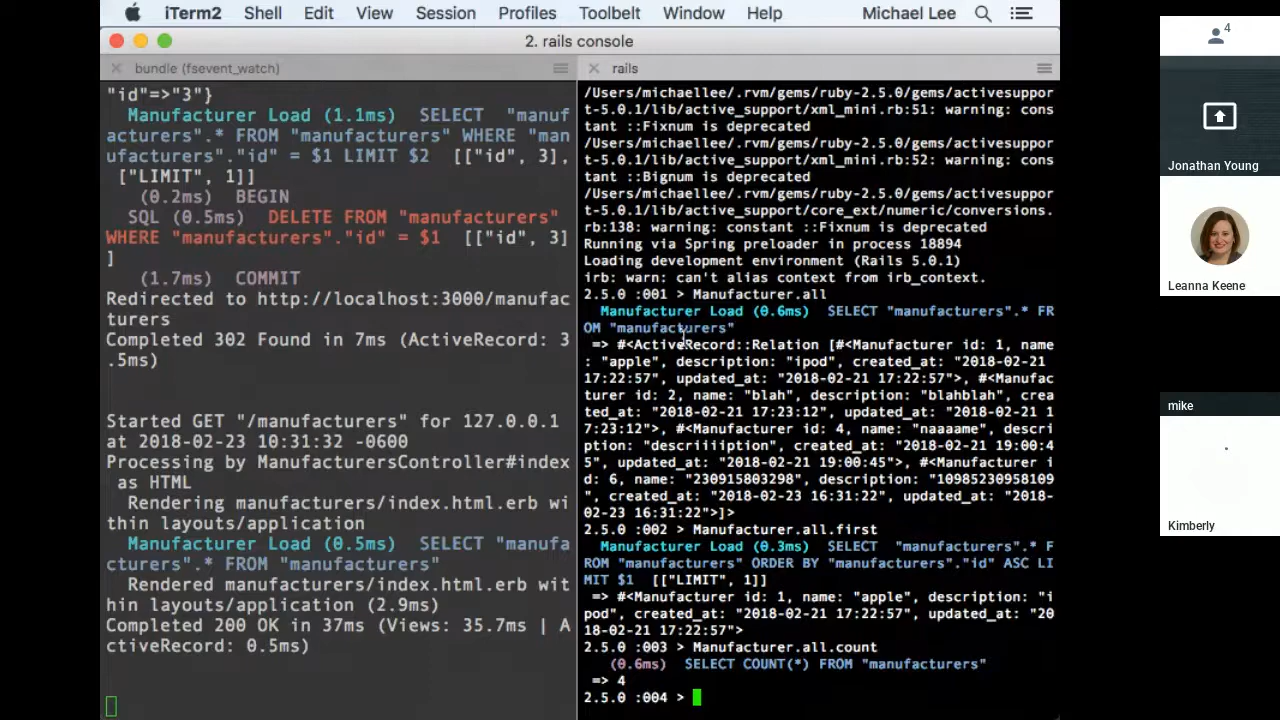 iTerm2 Shell Edit View Session Profiles Toolbelt Window Help Michael Lee
2. rails console
bundle (fsevent_watch)
"id"=>"3"}
Manufacturer Load (1.1ms) SELECT "manuf
acturers".* FROM "manufacturers" WHERE "man
ufacturers"."id" = $1 LIMIT $2 [["id", 3],
["LIMIT", 1]]
(0.2ms) BEGIN
SQL (0.5ms) DELETE FROM "manufacturers"
WHERE "manufacturers"."id" = $1 [["id", 3]
]
(1.7ms) COMMIT
Redirected to http://localhost:3000/manufac
turers
Completed 302 Found in 7ms (ActiveRecord: 3
.5ms)
Started GET "/manufacturers" for 127.0.0.1
at 2018-02-23 10:31:32 -0600
Processing by ManufacturersController#index
as HTML
Rendering manufacturers/index.html.erb wi
thin layouts/application
Manufacturer Load (0.5ms) SELECT "manufa
cturers".* FROM "manufacturers"
Rendered manufacturers/index.html.erb wit
hin layouts/application (2.9ms)
Completed 200 OK in 37ms (Views: 35.7ms | A
ctiveRecord: 0.5ms)
rails
/Users/michaellee/.rvm/gems/ruby-2.5.0/gems/activesuppor
t-5.0.1/lib/active_support/xml_mini.rb:51: warning: cons
tant ::Fixnum is deprecated
/Users/michaellee/.rvm/gems/ruby-2.5.0/gems/activesuppor
t-5.0.1/lib/active_support/xml_mini.rb:52: warning: cons
tant ::Bignum is deprecated
/Users/michaellee/.rvm/gems/ruby-2.5.0/gems/activesuppor
t-5.0.1/lib/active_support/core_ext/numeric/conversions.
rb:138: warning: constant ::Fixnum is deprecated
Running via Spring preloader in process 18894
Loading development environment (Rails 5.0.1)
irb: warn: can't alias context from irb_context.
2.5.0 :001 > Manufacturer.all
Manufacturer Load (0.6ms) SELECT "manufacturers".* FR
OM "manufacturers"
=> #<ActiveRecord::Relation [#<Manufacturer id: 1, name
: "apple", description: "ipod", created_at: "2018-02-21
17:22:57", updated_at: "2018-02-21 17:22:57">, #<Manufac
turer id: 2, name: "blah", description: "blahblah", crea
ted_at: "2018-02-21 17:23:12", updated_at: "2018-02-21 1
7:23:12">, #<Manufacturer id: 4, name: "naaaame", descri
ption: "descriiiiption", created_at: "2018-02-21 19:00:4
5", updated_at: "2018-02-21 19:00:45">, #<Manufacturer i
d: 6, name: "230915803298", description: "10985230958109
", created_at: "2018-02-23 16:31:22", updated_at: "2018-
02-23 16:31:22">]>
2.5.0 :002 > Manufacturer.all.first
Manufacturer Load (0.3ms) SELECT "manufacturers".* F
ROM "manufacturers" ORDER BY "manufacturers"."id" ASC LI
MIT $1 [["LIMIT", 1]]
=> #<Manufacturer id: 1, name: "apple", description: "i
pod", created_at: "2018-02-21 17:22:57", updated_at: "20
18-02-21 17:22:57">
2.5.0 :003 > Manufacturer.all.count
(0.6ms) SELECT COUNT(*) FROM "manufacturers"
=> 4
2.5.0 :004 >
4
Jonathan Young
Leanna Keene
mike
Kimberly